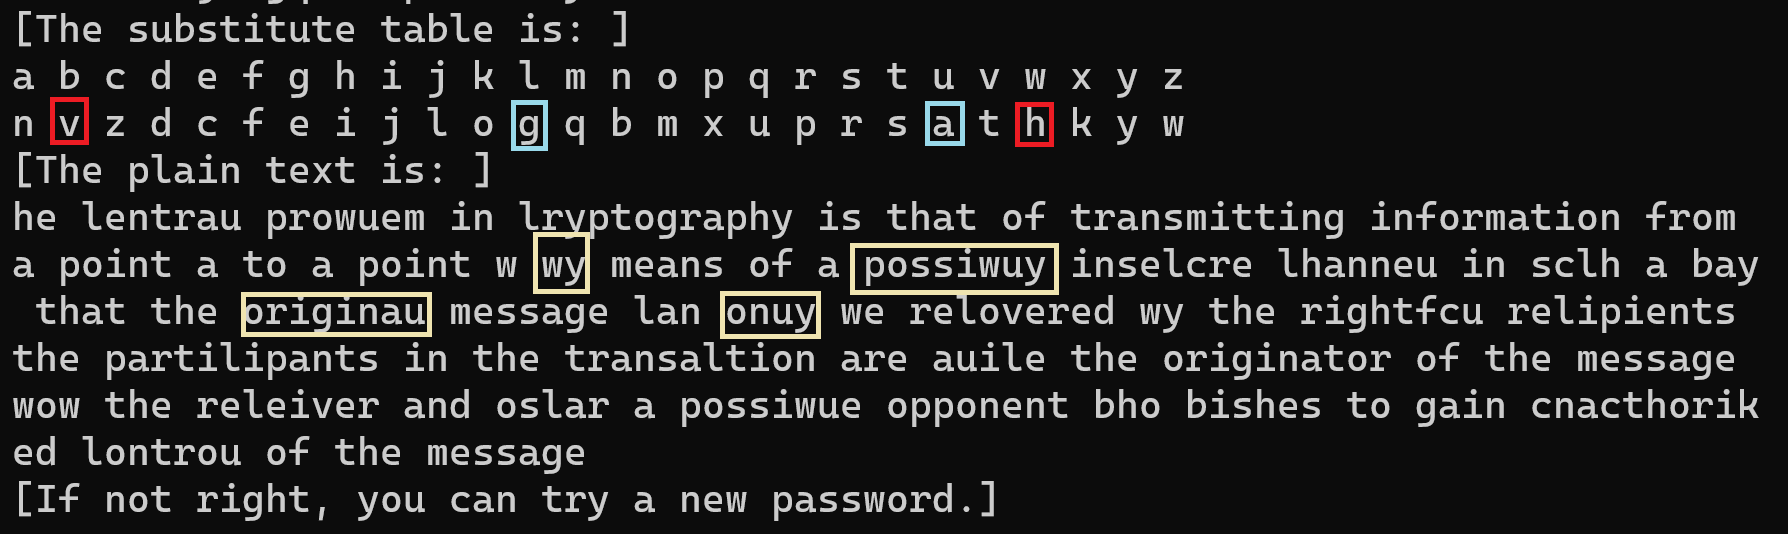 [The substitute table is: ]
a b c d e f g h i j k l m n o p q r s t u v w x y z
n v z d c f e i j l o g q b m x u p r s a t h k y w
[The plain text is: ]
he lentrau prowuem in lryptography is that of transmitting information from
a point a to a point w wy means of a possiwuy inselcre lhanneu in sclh a bay
that the originau message lan onuy we relovered wy the rightfcu relipients
the partilipants in the transaltion are auile the originator of the message
wow the releiver and oslar a possiwue opponent bho bishes to gain cnacthorik
ed lontrou of the message
[If not right, you can try a new password.]